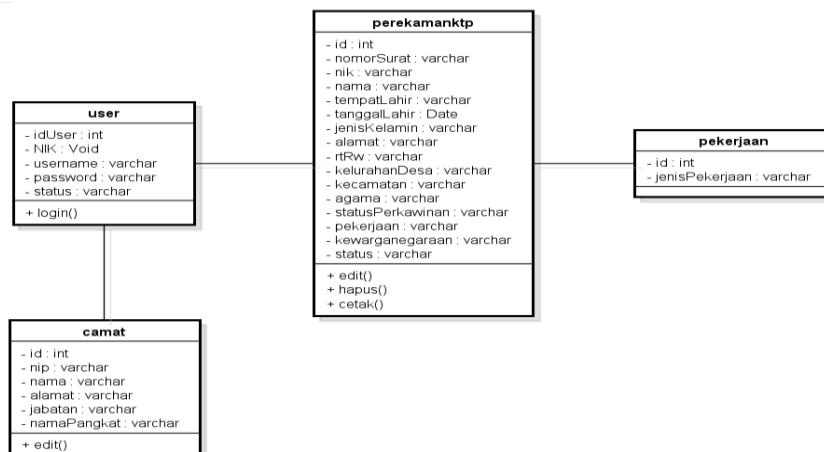 perekamanktp
- id : int
- nomorSurat : varchar
- nik : varchar
- nama : varchar
- tempatLahir : varchar
- tanggalLahir : Date
- jenisKelamin : varchar
- alamat : varchar
- rtRw : varchar
- kelurahanDesa : varchar
- kecamatan : varchar
- agama : varchar
- statusPerkawinan : varchar
- pekerjaan : varchar
- kewarganegaraan : varchar
- status : varchar
+ edit()
+ hapus()
+ cetak()
user
- idUser : int
- NIK : Void
- username : varchar
- password : varchar
- status : varchar
+ login()
pekerjaan
- id : int
- jenisPekerjaan : varchar
camat
- id : int
- nip : varchar
- nama : varchar
- alamat : varchar
- jabatan : varchar
- namaPangkat : varchar
+ edit()